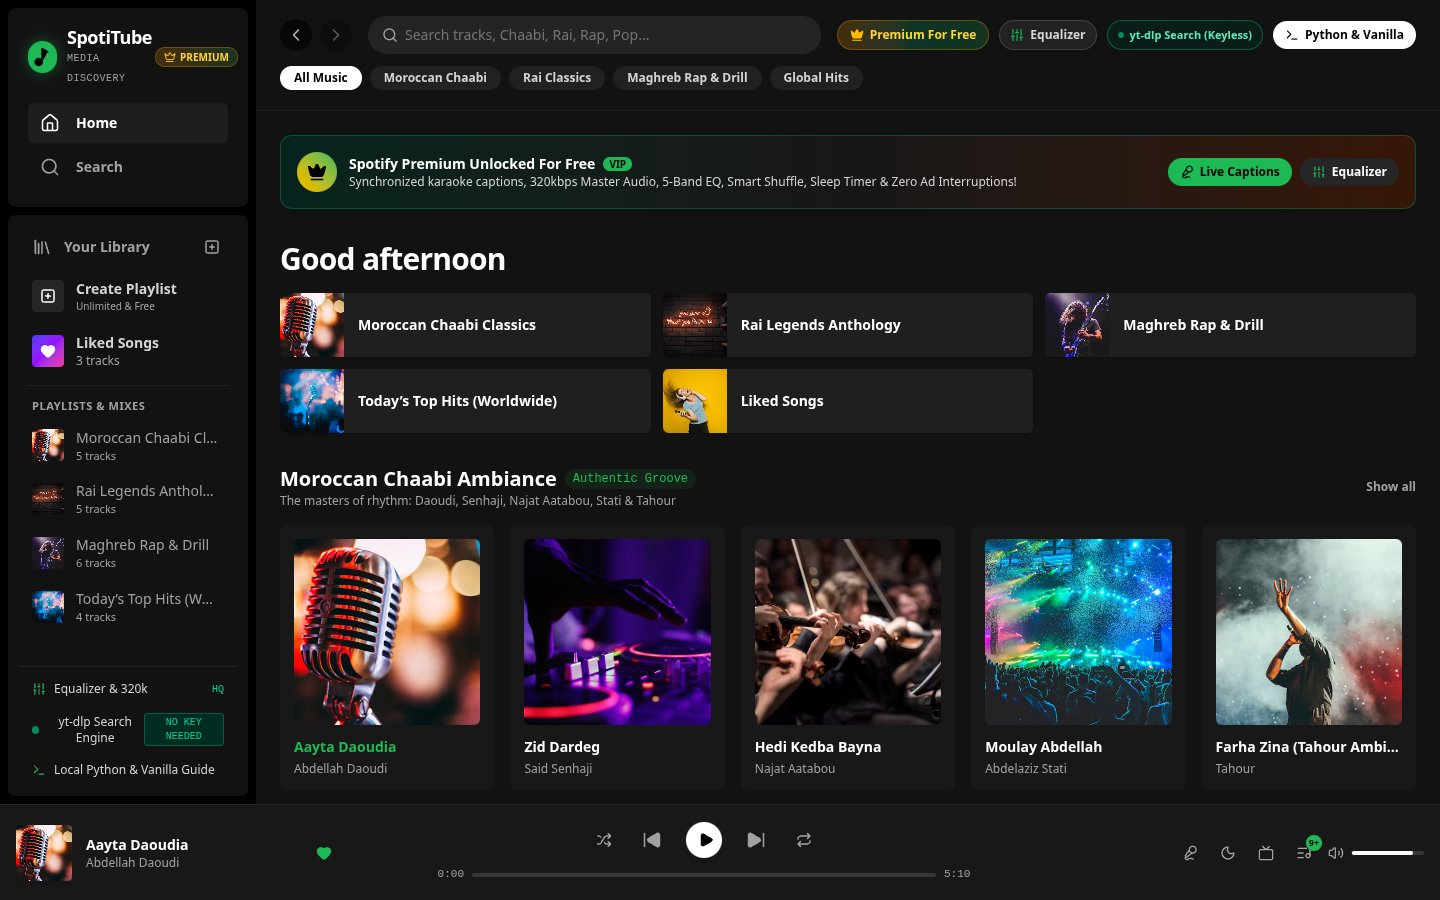 SpotiTube
MEDIA
DISCOVERY
PREMIUM
Home
Search
Your Library
Create Playlist
Unlimited & Free
Liked Songs
3 tracks
PLAYLISTS & MIXES
Moroccan Chaabi Cl...
5 tracks
Rai Legends Anthol...
5 tracks
Maghreb Rap & Drill
6 tracks
Today's Top Hits (W...
4 tracks
Equalizer & 320k
HQ
yt-dlp Search
Engine
NO KEY
NEEDED
Local Python & Vanilla Guide
Search tracks, Chaabi, Rai, Rap, Pop...
Premium For Free
Equalizer
yt-dlp Search (Keyless)
Python & Vanilla
All Music
Moroccan Chaabi
Rai Classics
Maghreb Rap & Drill
Global Hits
Spotify Premium Unlocked For Free
VIP
Synchronized karaoke captions, 320kbps Master Audio, 5-Band EQ, Smart Shuffle, Sleep Timer & Zero Ad Interruptions!
Live Captions
Equalizer
Good afternoon
Moroccan Chaabi Classics
Rai Legends Anthology
Maghreb Rap & Drill
Today's Top Hits (Worldwide)
Liked Songs
Moroccan Chaabi Ambiance
Authentic Groove
The masters of rhythm: Daoudi, Senhaji, Najat Aatabou, Stati & Tahour
Show all
Aayta Daoudia
Abdellah Daoudi
Zid Dardeg
Said Senhaji
Hedi Kedba Bayna
Najat Aatabou
Moulay Abdellah
Abdelaziz Stati
Farha Zina (Tahour Ambi...
Tahour
Aayta Daoudia
Abdellah Daoudi
0:00
5:10
9+